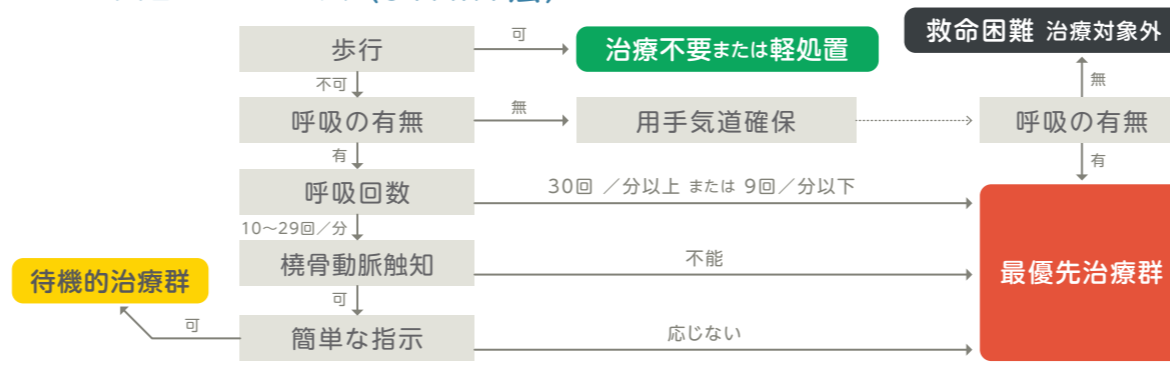 歩行
可
治療不要または軽処置
救命困難 治療対象外
不可
無
呼吸の有無
無
用手気道確保
呼吸の有無
有
有
呼吸回数
30回 ／分以上 または 9回／分以下
10〜29回／分
橈骨動脈触知
不能
最優先治療群
待機的治療群
可
可
簡単な指示
応じない